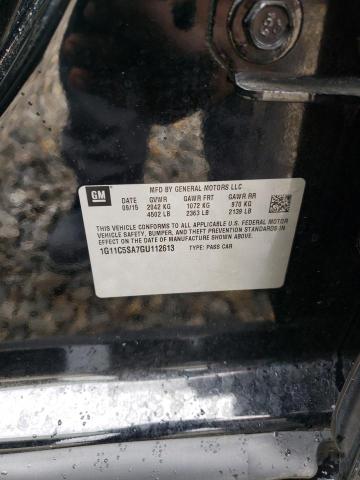 GM
MFD BY GENERAL MOTORS LLC
DATE GVWR GAWR FRT GAWR RR
08/15 2042 KG 1072 KG 970 KG
4502 LB 2363 LB 2139 LB
THIS VEHICLE CONFORMS TO ALL APPLICABLE U.S. FEDERAL MOTOR
VEHICLE SAFETY, BUMPER, AND THEFT PREVENTION STANDARDS
IN EFFECT ON THE DATE OF MANUFACTURE SHOWN ABOVE.
1G11C5SA7GU112613 TYPE: PASS CAR